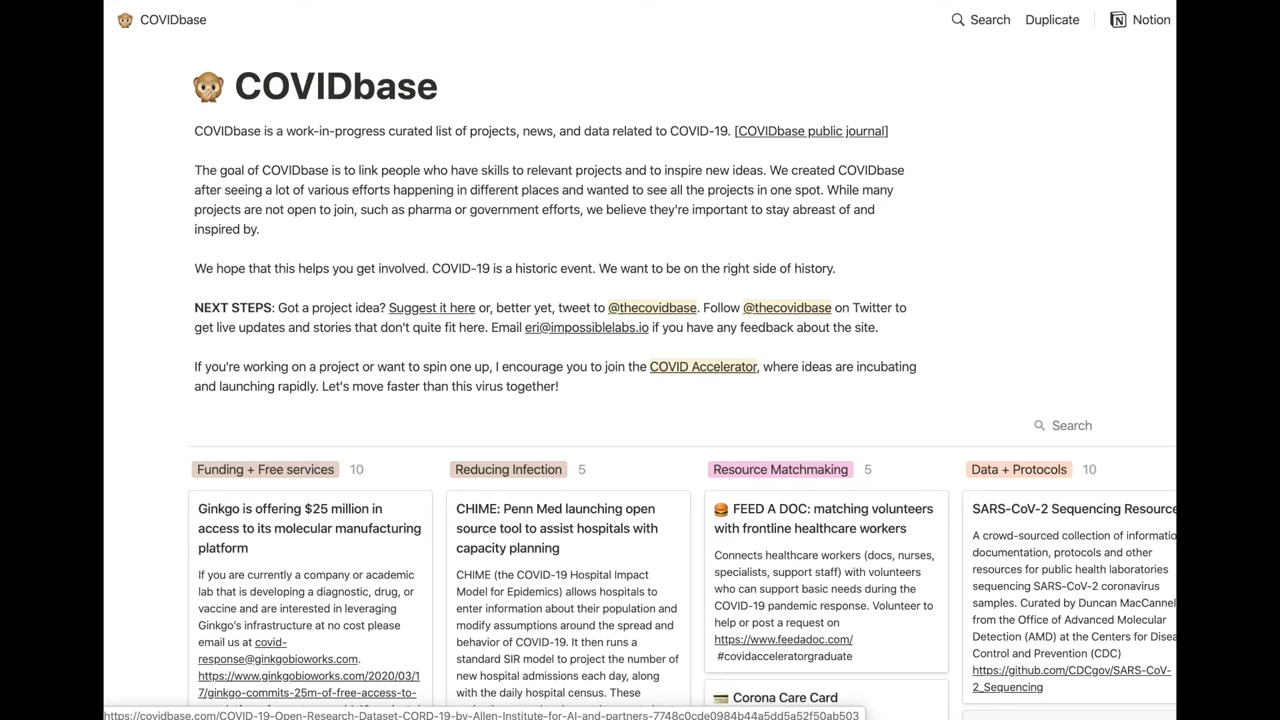 COVIDbase
Search
Duplicate
Notion
COVIDbase
COVIDbase is a work-in-progress curated list of projects, news, and data related to COVID-19. [COVIDbase public journal]
The goal of COVIDbase is to link people who have skills to relevant projects and to inspire new ideas. We created COVIDbase
after seeing a lot of various efforts happening in different places and wanted to see all the projects in one spot. While many
projects are not open to join, such as pharma or government efforts, we believe they're important to stay abreast of and
inspired by.
We hope that this helps you get involved. COVID-19 is a historic event. We want to be on the right side of history.
NEXT STEPS: Got a project idea? Suggest it here or, better yet, tweet to @thecovidbase. Follow @thecovidbase on Twitter to
get live updates and stories that don't quite fit here. Email eri@impossiblelabs.io if you have any feedback about the site.
If you're working on a project or want to spin one up, I encourage you to join the COVID Accelerator, where ideas are incubating
and launching rapidly. Let's move faster than this virus together!
Search
Funding + Free services 10
Ginkgo is offering $25 million in
access to its molecular manufacturing
platform
If you are currently a company or academic
lab that is developing a diagnostic, drug, or
vaccine and are interested in leveraging
Ginkgo's infrastructure at no cost please
email us at covid-
response@ginkgobioworks.com.
https://www.ginkgobioworks.com/2020/03/1
7/ginkgo-commits-25m-of-free-access-to-
Reducing Infection 5
CHIME: Penn Med launching open
source tool to assist hospitals with
capacity planning
CHIME (the COVID-19 Hospital Impact
Model for Epidemics) allows hospitals to
enter information about their population and
modify assumptions around the spread and
behavior of COVID-19. It then runs a
standard SIR model to project the number of
new hospital admissions each day, along
with the daily hospital census. These
Resource Matchmaking 5
FEED A DOC: matching volunteers
with frontline healthcare workers
Connects healthcare workers (docs, nurses,
specialists, support staff) with volunteers
who can support basic needs during the
COVID-19 pandemic response. Volunteer to
help or post a request on
https://www.feedadoc.com/
#covidacceleratorgraduate
Corona Care Card
Data + Protocols 10
SARS-CoV-2 Sequencing Resource
A crowd-sourced collection of informatio
documentation, protocols and other
resources for public health laboratories
sequencing SARS-CoV-2 coronavirus
samples. Curated by Duncan MacCannel
from the Office of Advanced Molecular
Detection (AMD) at the Centers for Disea
Control and Prevention (CDC)
https://github.com/CDCgov/SARS-CoV-
2_Sequencing
https://covidbase.com/COVID-19-Open-Research-Dataset-CORD-19-by-Allen-Institute-for-AI-and-partners-7748c0cde0984b44a5dd5a52f50ab503